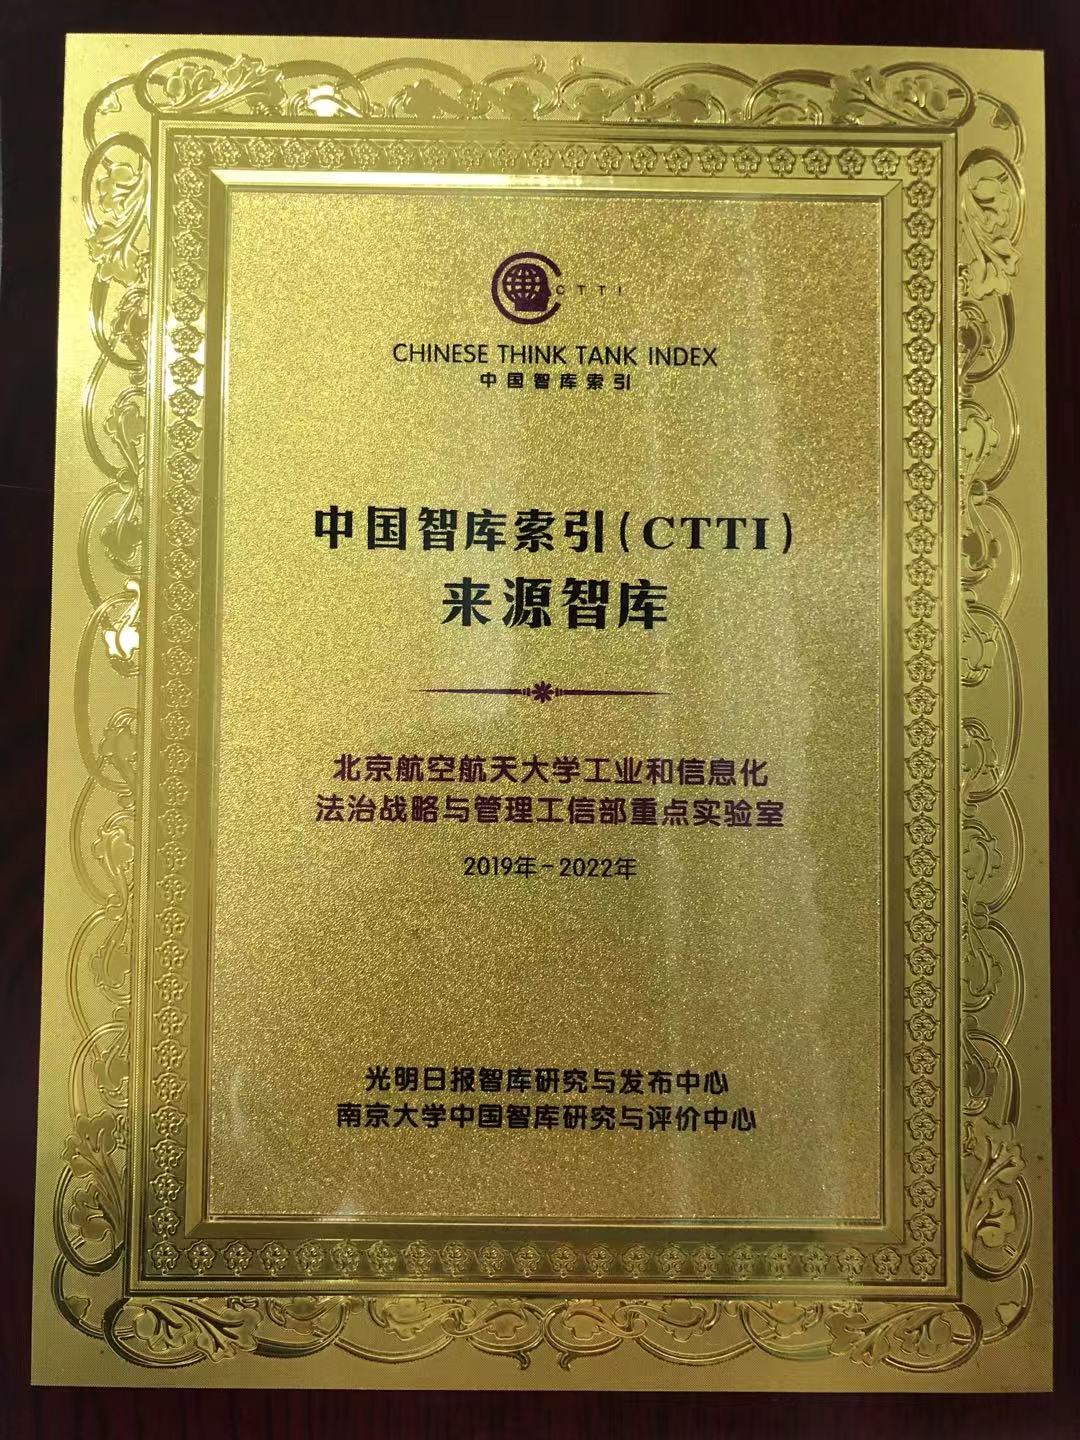 CTTI
CHINESE THINK TANK INDEX
中国智库索引
中国智库索引(CTTI)
来源智库
北京航空航天大学工业和信息化
法治战略与管理工信部重点实验室
2019年-2022年
光明日报智库研究与发布中心
南京大学中国智库研究与评价中心